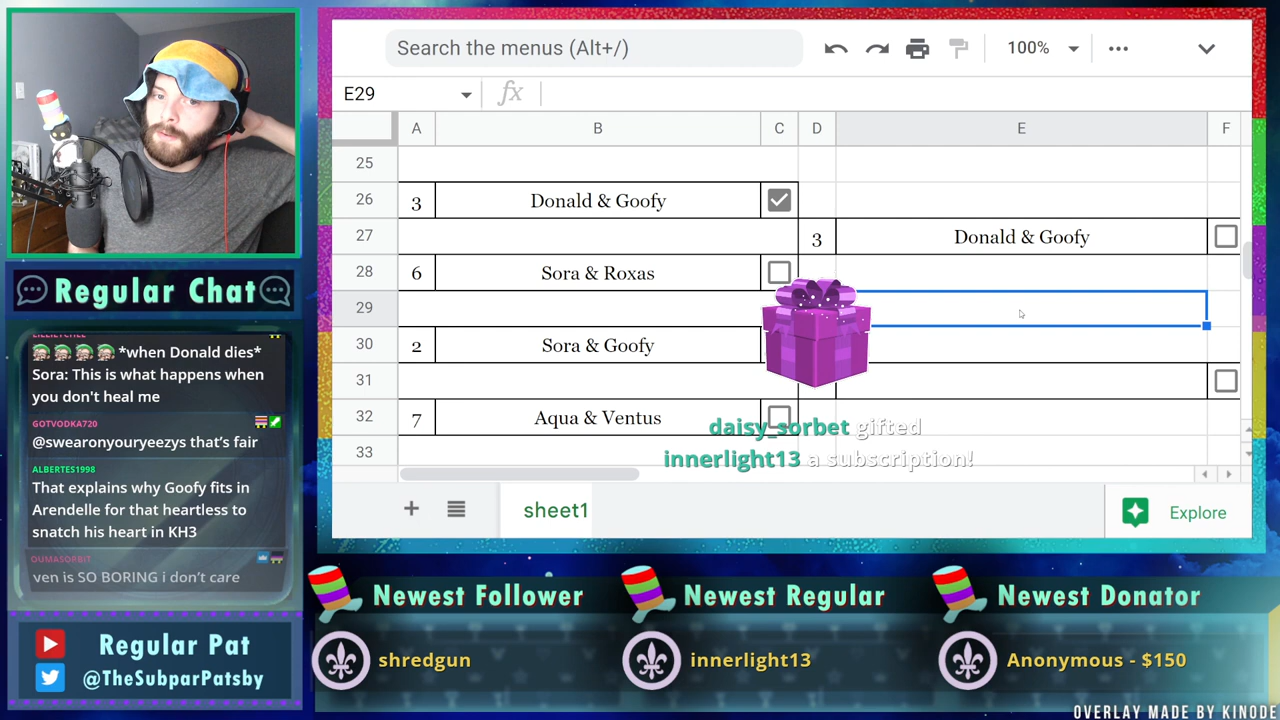 Search the menus (Alt+/)
100%
E29
fx
A B C D E F
25
26 3 Donald & Goofy
27 3 Donald & Goofy
28 6 Sora & Roxas
29
30 2 Sora & Goofy
31
32 7 Aqua & Ventus
33
daisy_sorbet gifted
innerlight13 a subscription!
+ sheet1 Explore
Regular Chat
*when Donald dies*
Sora: This is what happens when
you don't heal me
GOTVODKA720
@swearonyouryeezys that's fair
ALBERTES1998
That explains why Goofy fits in
Arendelle for that heartless to
snatch his heart in KH3
OUMASORBIT
ven is SO BORING i don't care
Regular Pat
@TheSubparPatsby
Newest Follower
shredgun
Newest Regular
innerlight13
Newest Donator
Anonymous - $150
OVERLAY MADE BY KINODE